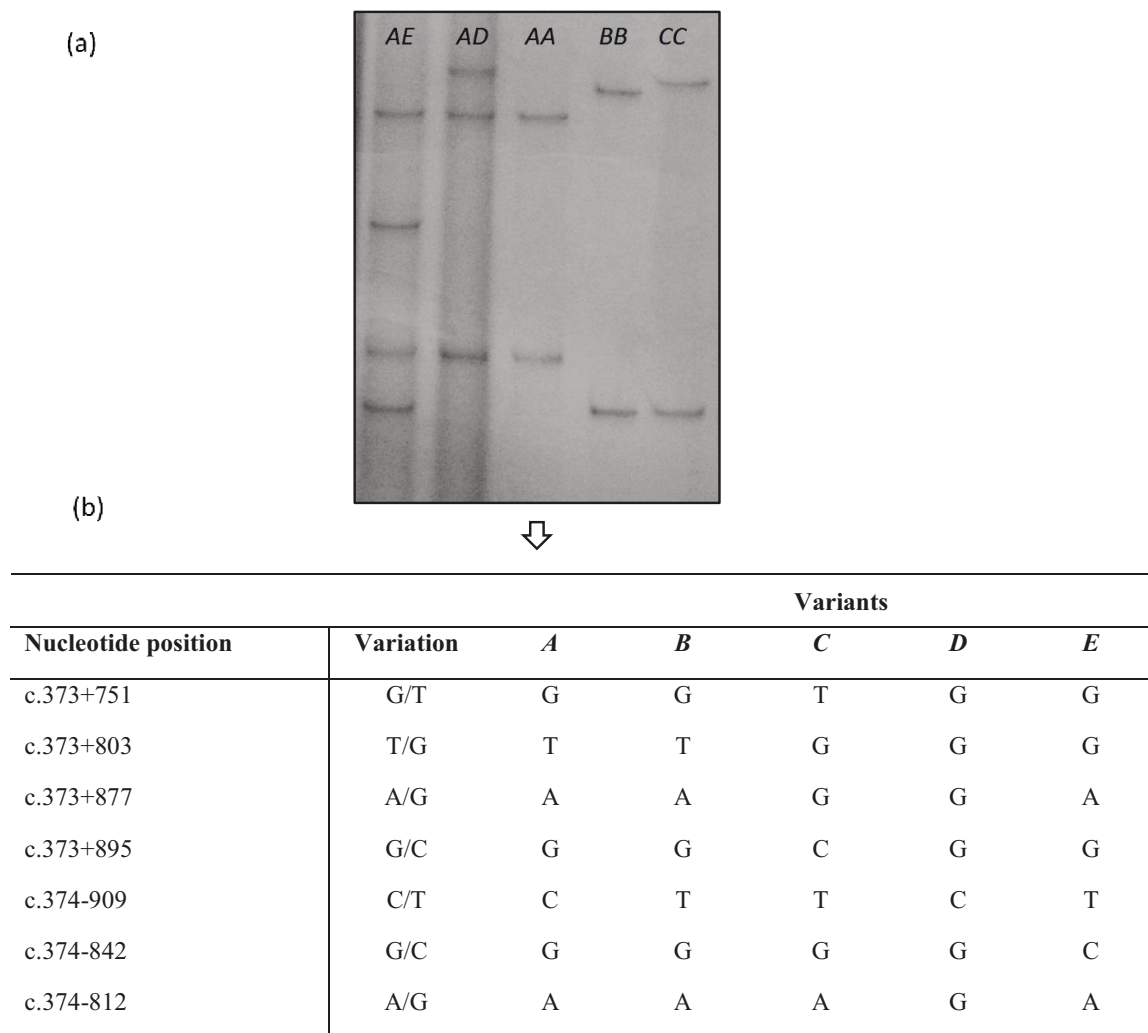 (a)
AE AD AA BB CC
(b)
Variants
Nucleotide position Variation A B C D E
c.373+751 G/T G G T G G
c.373+803 T/G T T G G G
c.373+877 A/G A A G G A
c.373+895 G/C G G C G G
c.374-909 C/T C T T C T
c.374-842 G/C G G G G C
c.374-812 A/G A A A G A